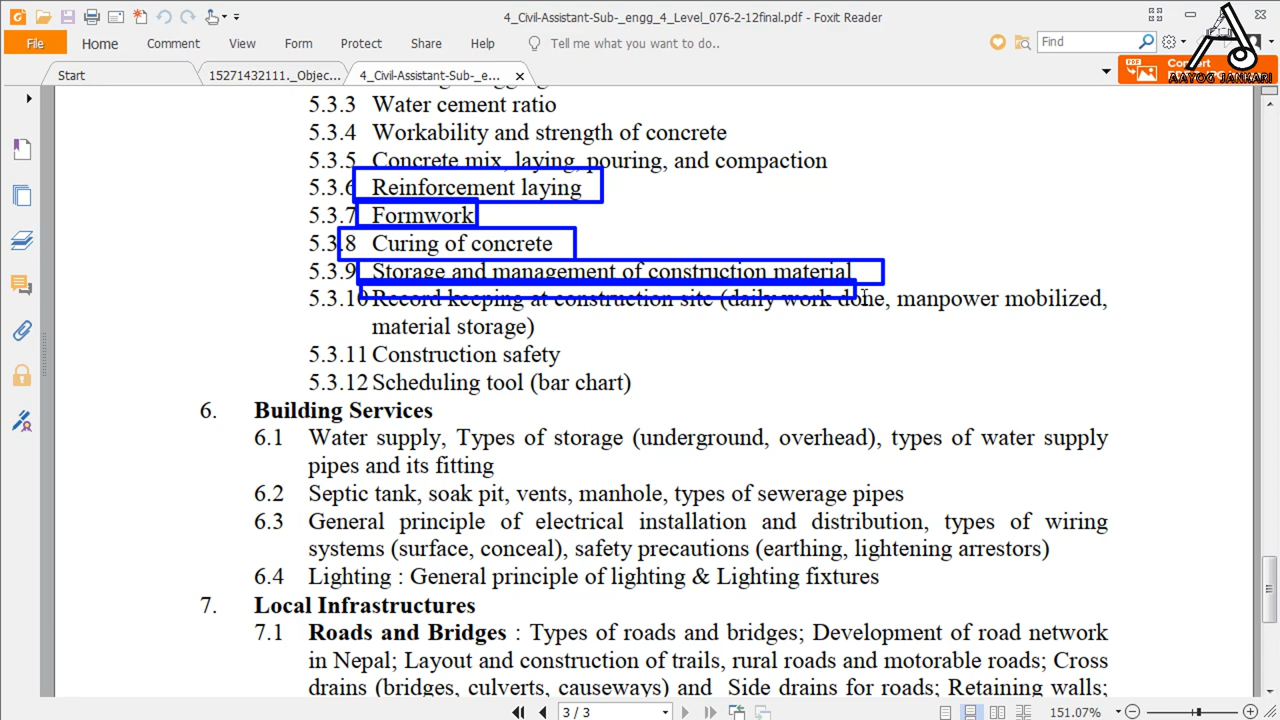 4_Civil-Assistant-Sub-_engg_4_Level_076-2-12final.pdf - Foxit Reader
File Home Comment View Form Protect Share Help Tell me what you want to do.. Find
Start 15271432111._Objec... 4_Civil-Assistant-Sub-_e...
AAYOG JANKARI
5.3.3 Water cement ratio
5.3.4 Workability and strength of concrete
5.3.5 Concrete mix, laying, pouring, and compaction
5.3.6 Reinforcement laying
5.3.7 Formwork
5.3.8 Curing of concrete
5.3.9 Storage and management of construction material
5.3.10 Record keeping at construction site (daily work done, manpower mobilized,
material storage)
5.3.11 Construction safety
5.3.12 Scheduling tool (bar chart)
6. Building Services
6.1 Water supply, Types of storage (underground, overhead), types of water supply
pipes and its fitting
6.2 Septic tank, soak pit, vents, manhole, types of sewerage pipes
6.3 General principle of electrical installation and distribution, types of wiring
systems (surface, conceal), safety precautions (earthing, lightening arrestors)
6.4 Lighting : General principle of lighting & Lighting fixtures
7. Local Infrastructures
7.1 Roads and Bridges : Types of roads and bridges; Development of road network
in Nepal; Layout and construction of trails, rural roads and motorable roads; Cross
drains (bridges, culverts, causeways) and Side drains for roads; Retaining walls;
3 / 3 151.07%